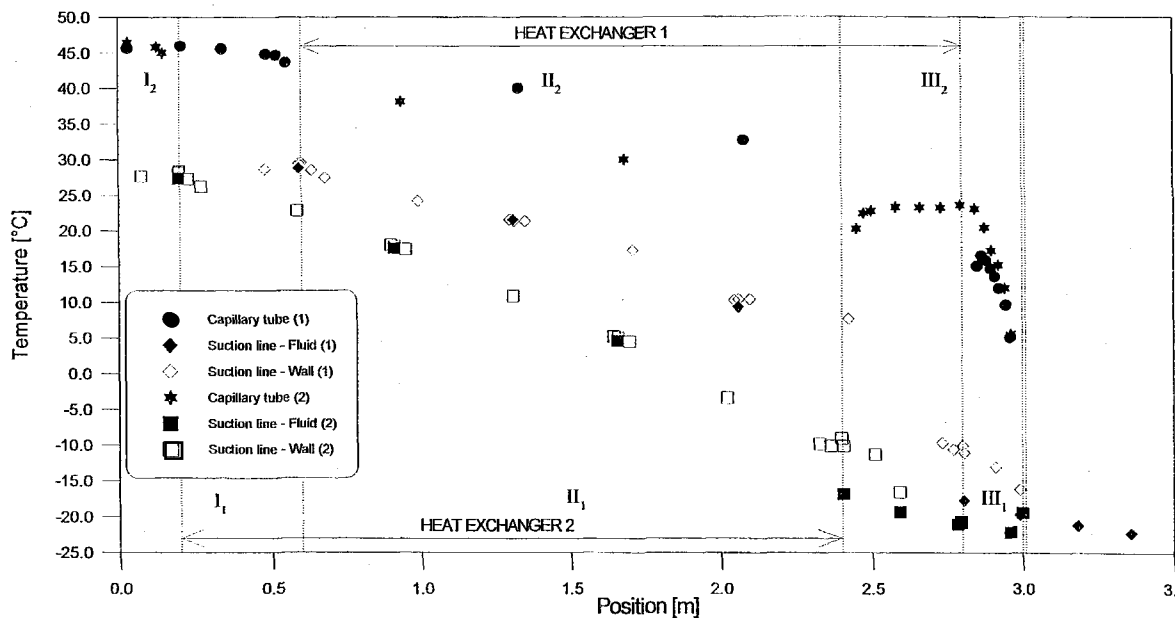 50.0
45.0
40.0
35.0
30.0
25.0
20.0
15.0
10.0
5.0
0.0
-5.0
-10.0
-15.0
-20.0
-25.0
Temperature [°C]
HEAT EXCHANGER 1
I2
II2
III2
Capillary tube (1)
Suction line - Fluid (1)
Suction line - Wall (1)
Capillary tube (2)
Suction line - Fluid (2)
Suction line - Wall (2)
I1
II1
III1
HEAT EXCHANGER 2
0.0
0.5
1.0
1.5
2.0
2.5
3.0
3.
Position [m]